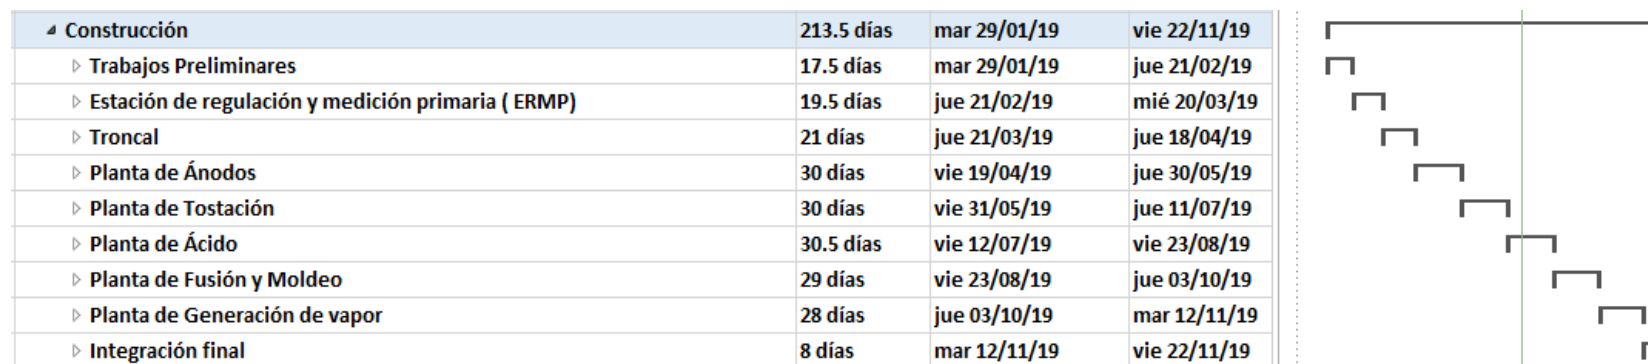 Construcción 213.5 días mar 29/01/19 vie 22/11/19
Trabajos Preliminares 17.5 días mar 29/01/19 jue 21/02/19
Estación de regulación y medición primaria ( ERMP) 19.5 días jue 21/02/19 mié 20/03/19
Troncal 21 días jue 21/03/19 jue 18/04/19
Planta de Ánodos 30 días vie 19/04/19 jue 30/05/19
Planta de Tostación 30 días vie 31/05/19 jue 11/07/19
Planta de Ácido 30.5 días vie 12/07/19 vie 23/08/19
Planta de Fusión y Moldeo 29 días vie 23/08/19 jue 03/10/19
Planta de Generación de vapor 28 días jue 03/10/19 mar 12/11/19
Integración final 8 días mar 12/11/19 vie 22/11/19